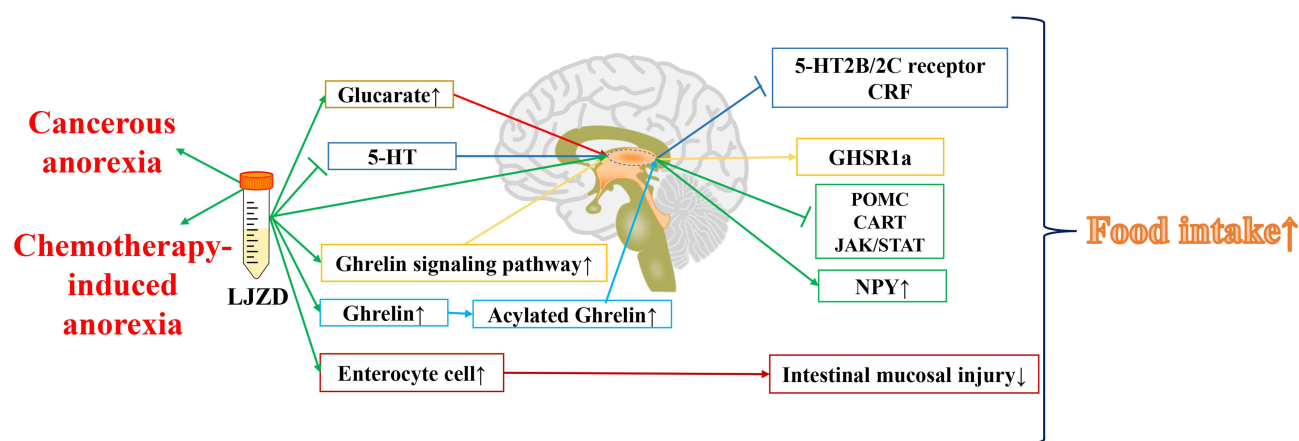 Cancerous
anorexia
Chemotherapy-
induced
anorexia
LJZD
Glucarate↑
5-HT
Ghrelin signaling pathway↑
Ghrelin↑
Acylated Ghrelin↑
Enterocyte cell↑
5-HT2B/2C receptor
CRF
GHSR1a
POMC
CART
JAK/STAT
NPY↑
Intestinal mucosal injury↓
Food intake↑